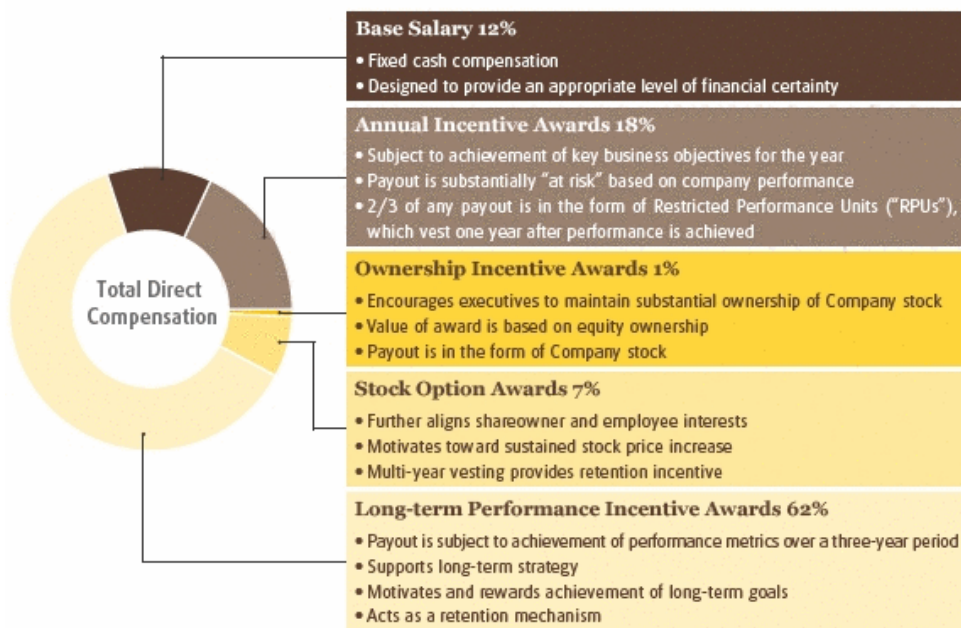 Base Salary 12%
• Fixed cash compensation
• Designed to provide an appropriate level of financial certainty
Annual Incentive Awards 18%
• Subject to achievement of key business objectives for the year
• Payout is substantially “at risk” based on company performance
• 2/3 of any payout is in the form of Restricted Performance Units (“RPUs”),
which vest one year after performance is achieved
Total Direct
Compensation
Ownership Incentive Awards 1%
• Encourages executives to maintain substantial ownership of Company stock
• Value of award is based on equity ownership
• Payout is in the form of Company stock
Stock Option Awards 7%
• Further aligns shareowner and employee interests
• Motivates toward sustained stock price increase
• Multi-year vesting provides retention incentive
Long-term Performance Incentive Awards 62%
• Payout is subject to achievement of performance metrics over a three-year period
• Supports long-term strategy
• Motivates and rewards achievement of long-term goals
• Acts as a retention mechanism